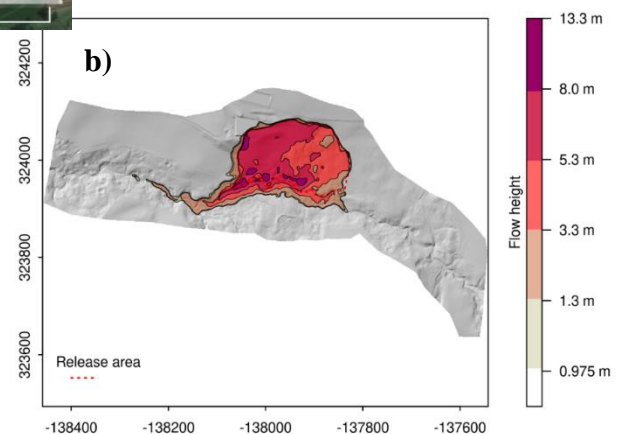 b)
324200
324000
323800
323600
Release area
-138400
-138200
-138000
-137800
-137600
Flow height
13.3 m
8.0 m
5.3 m
3.3 m
1.3 m
0.975 m